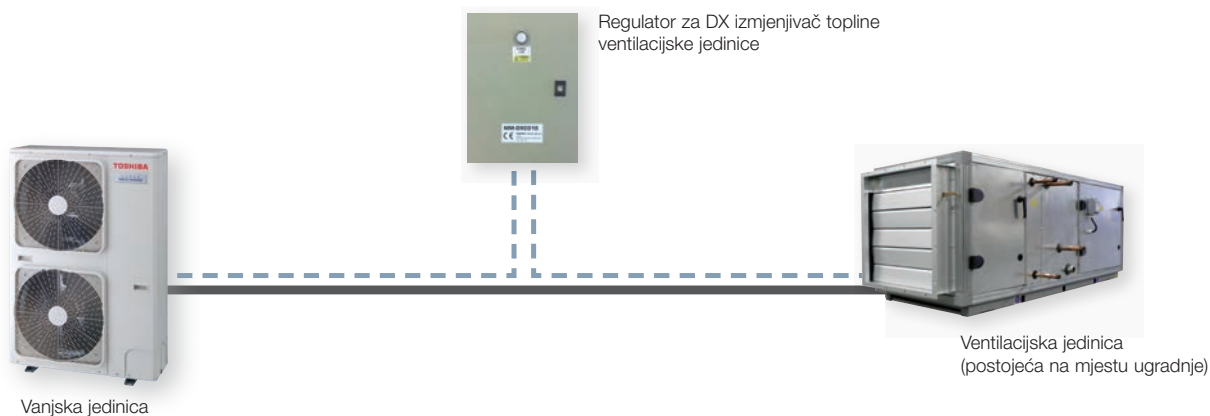 Regulator za DX izmjenjivač topline
ventilacijske jedinice
TOSHIBA
Ventilacijska jedinica
(postojeća na mjestu ugradnje)
Vanjska jedinica